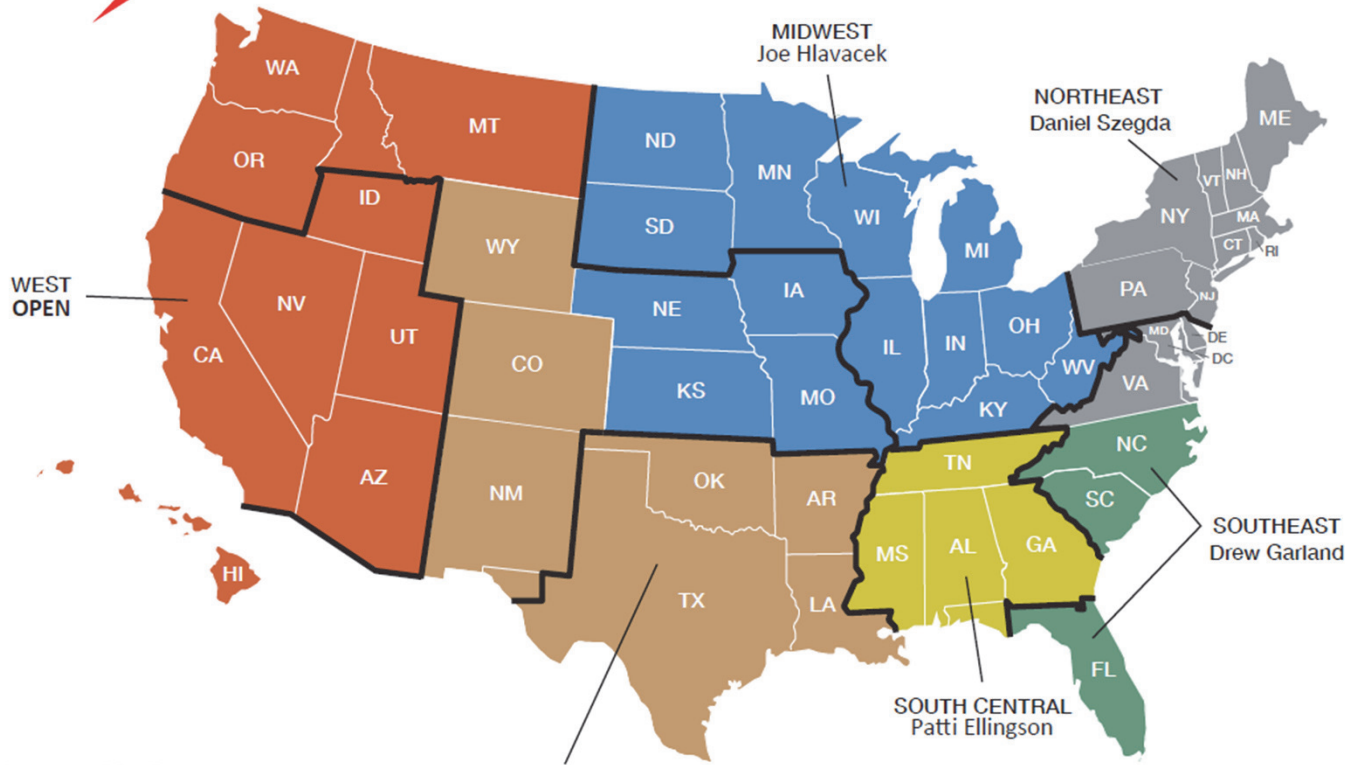 MIDWEST
Joe Hlavacek
NORTHEAST
Daniel Szegda
WEST
OPEN
SOUTHEAST
Drew Garland
SOUTH CENTRAL
Patti Ellingson
WA
MT
OR
ID
WY
NV
UT
CA
CO
AZ
NM
HI
ND
MN
SD
WI
MI
NE
IA
KS
MO
IL
IN
OH
WV
KY
ME
VT
NH
NY
MA
CT
RI
PA
NJ
MD
DE
DC
VA
OK
AR
TX
LA
TN
MS
AL
GA
NC
SC
FL